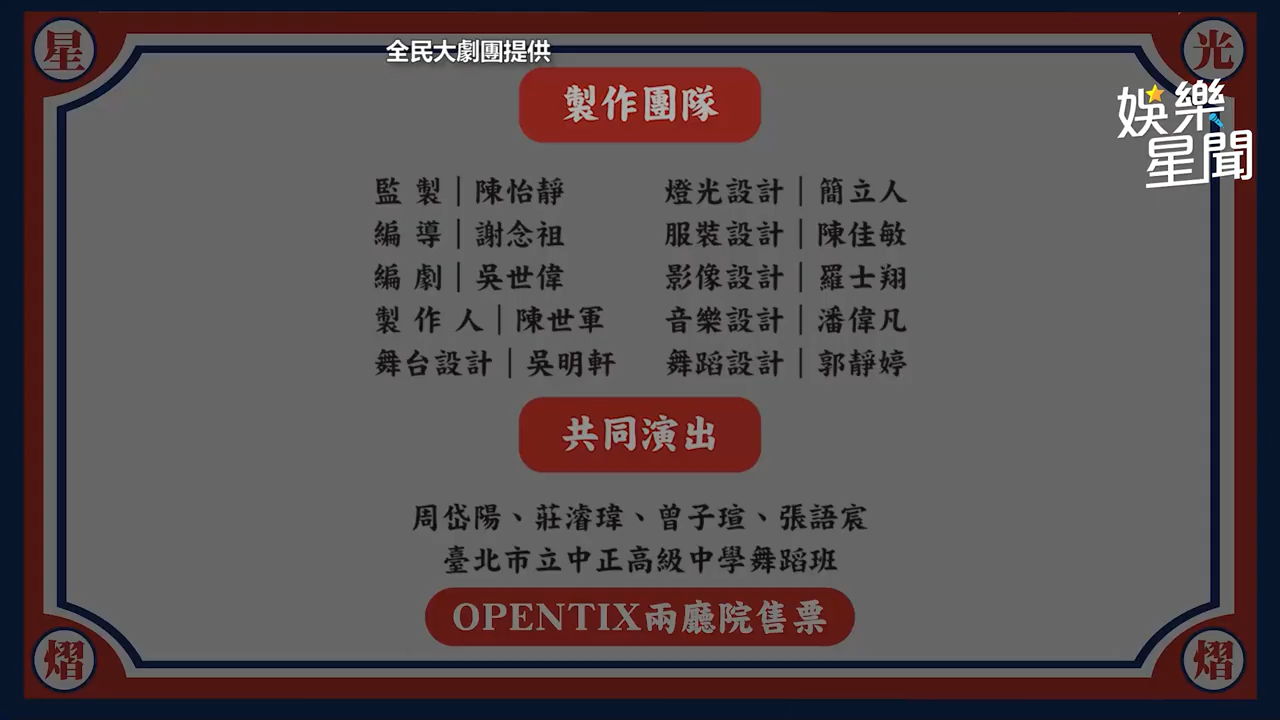 全民大劇團提供
星
光
娛樂
星聞
製作團隊
監 製｜陳怡靜
編 導｜謝念祖
編 劇｜吳世偉
製 作 人｜陳世軍
舞台設計｜吳明軒
燈光設計｜簡立人
服裝設計｜陳佳敏
影像設計｜羅士翔
音樂設計｜潘偉凡
舞蹈設計｜郭靜婷
共同演出
周岱陽、莊濬瑋、曾子瑄、張語宸
臺北市立中正高級中學舞蹈班
OPENTIX兩廳院售票
熠
熠